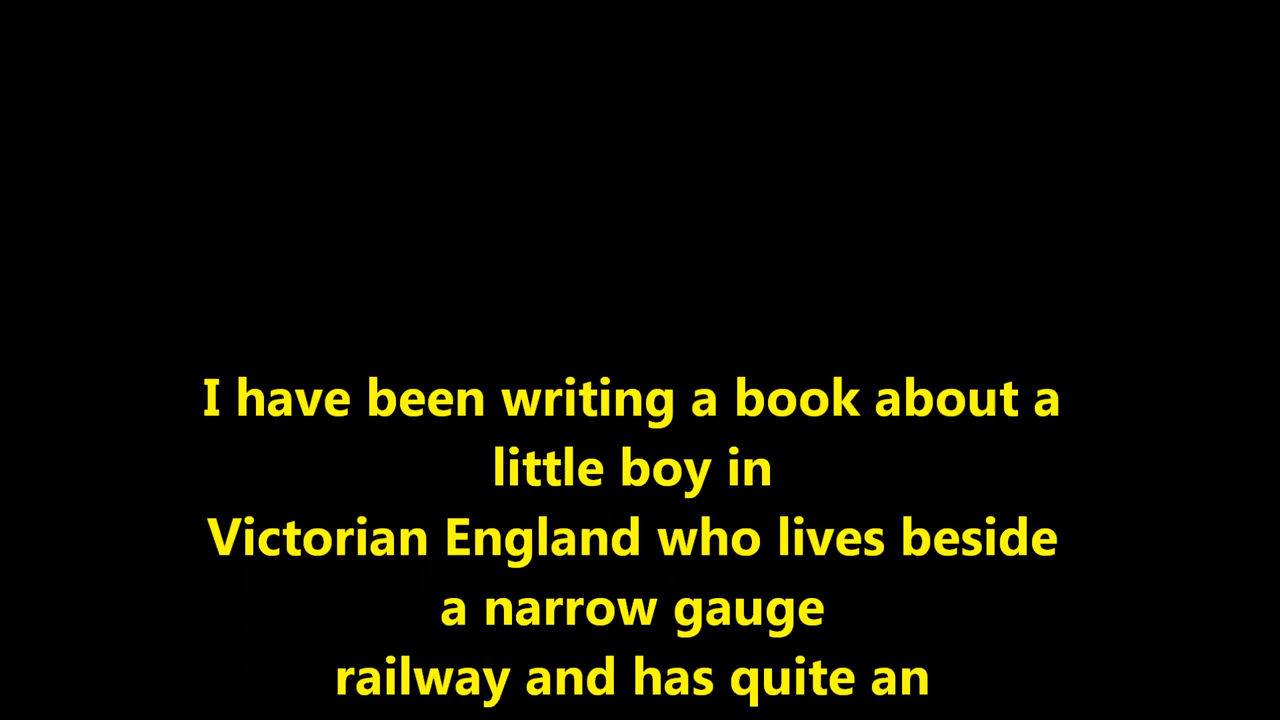 I have been writing a book about a
little boy in
Victorian England who lives beside
a narrow gauge
railway and has quite an